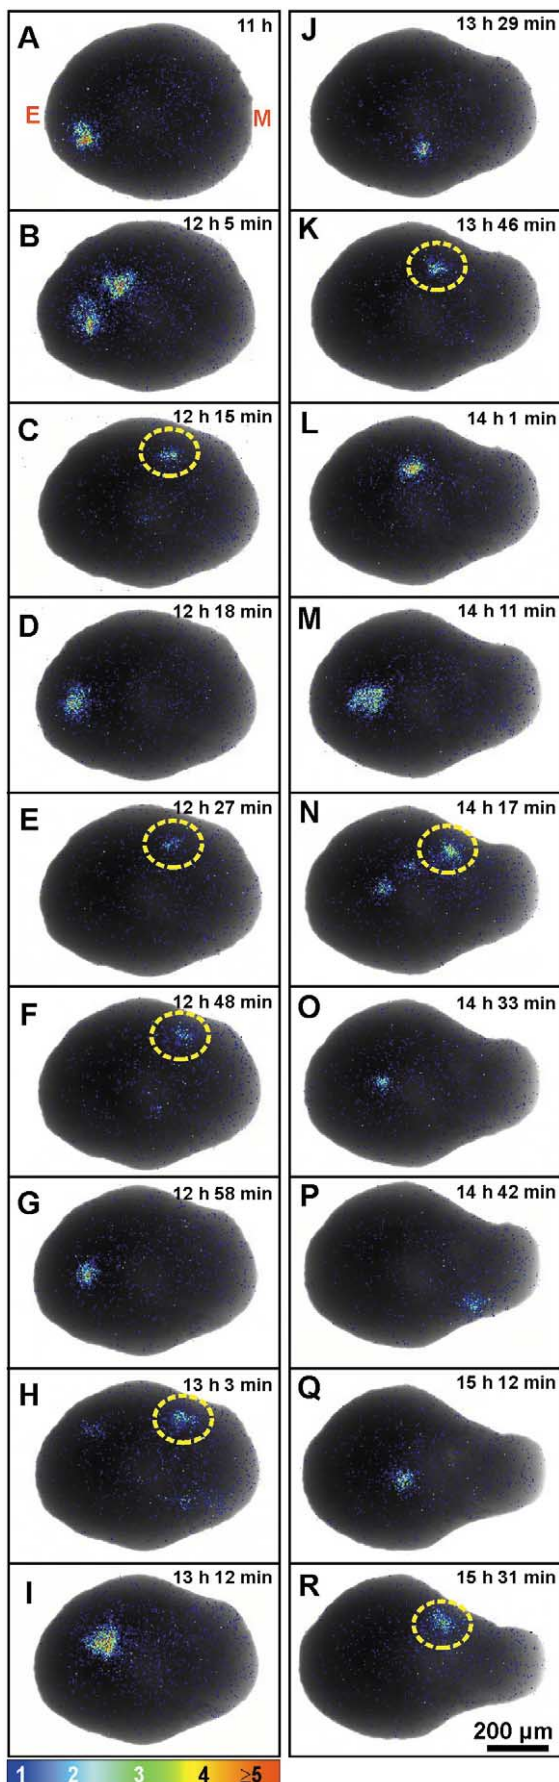 A 11 h
E M
B 12 h 5 min
C 12 h 15 min
D 12 h 18 min
E 12 h 27 min
F 12 h 48 min
G 12 h 58 min
H 13 h 3 min
I 13 h 12 min
1 2 3 4 ≥5
J 13 h 29 min
K 13 h 46 min
L 14 h 1 min
M 14 h 11 min
N 14 h 17 min
O 14 h 33 min
P 14 h 42 min
Q 15 h 12 min
R 15 h 31 min
200 µm